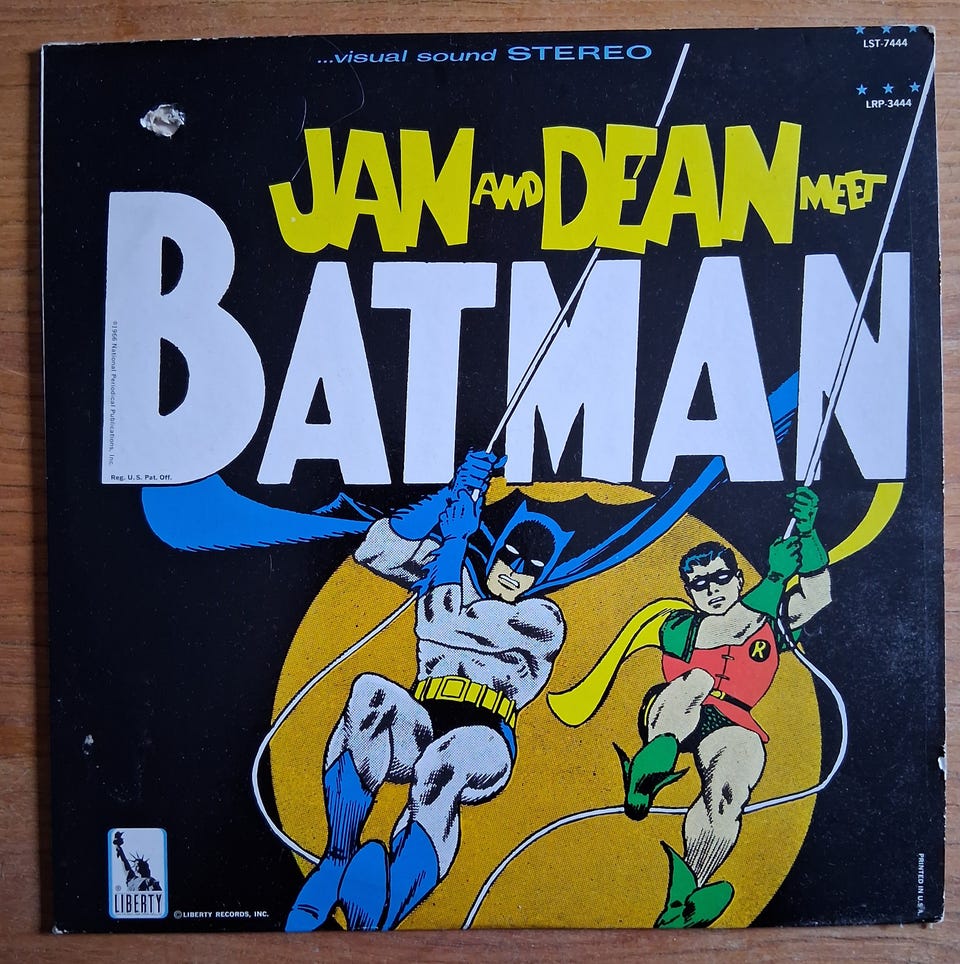 ...visual sound STEREO
LST-7444
LRP-3444
JAN AND DEAN MEET
BATMAN
©1966 National Periodical Publications, Inc.
Reg. U.S. Pat. Off.
R
® LIBERTY
©LIBERTY RECORDS, INC.
PRINTED IN U.S.A.